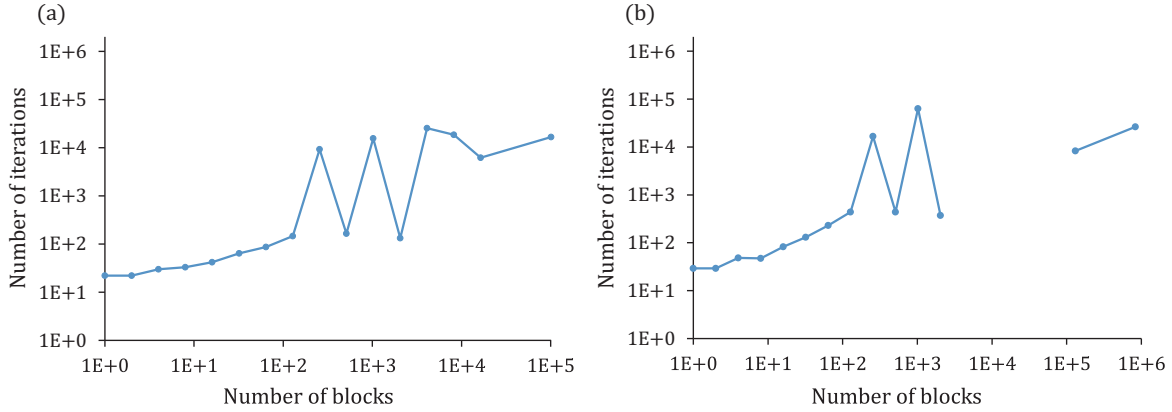 (a)
1E+6
1E+5
1E+4
1E+3
1E+2
1E+1
1E+0
Number of iterations
1E+0 1E+1 1E+2 1E+3 1E+4 1E+5
Number of blocks
(b)
1E+6
1E+5
1E+4
1E+3
1E+2
1E+1
1E+0
Number of iterations
1E+0 1E+1 1E+2 1E+3 1E+4 1E+5 1E+6
Number of blocks